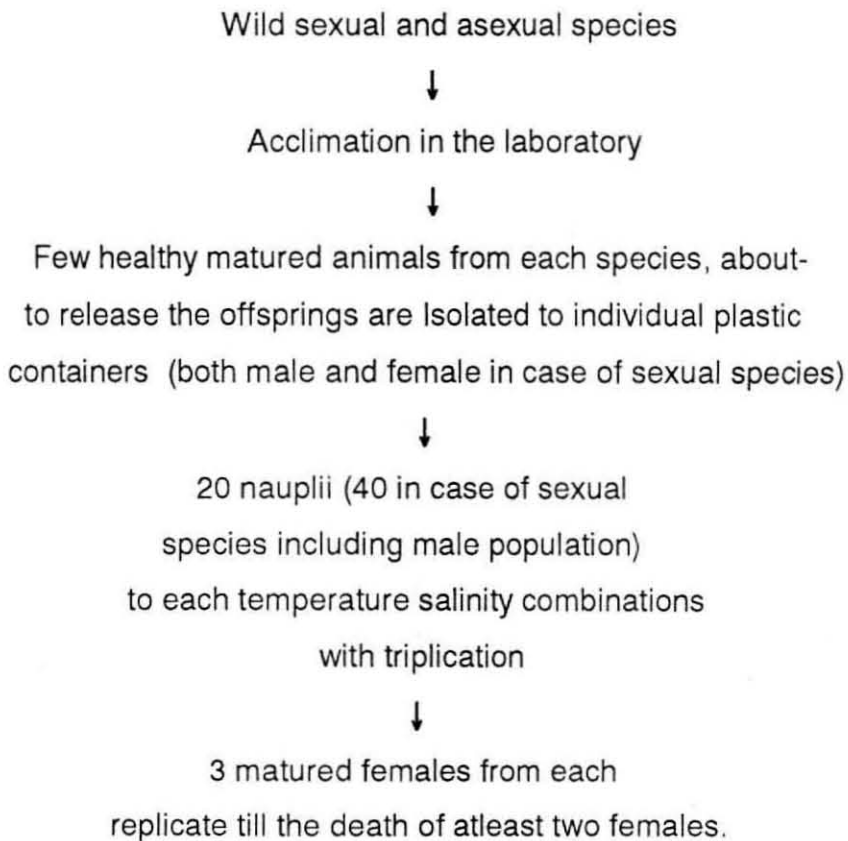 Wild sexual and asexual species
↓
Acclimation in the laboratory
↓
Few healthy matured animals from each species, about-
to release the offsprings are Isolated to individual plastic
containers (both male and female in case of sexual species)
↓
20 nauplii (40 in case of sexual
species including male population)
to each temperature salinity combinations
with triplication
↓
3 matured females from each
replicate till the death of atleast two females.